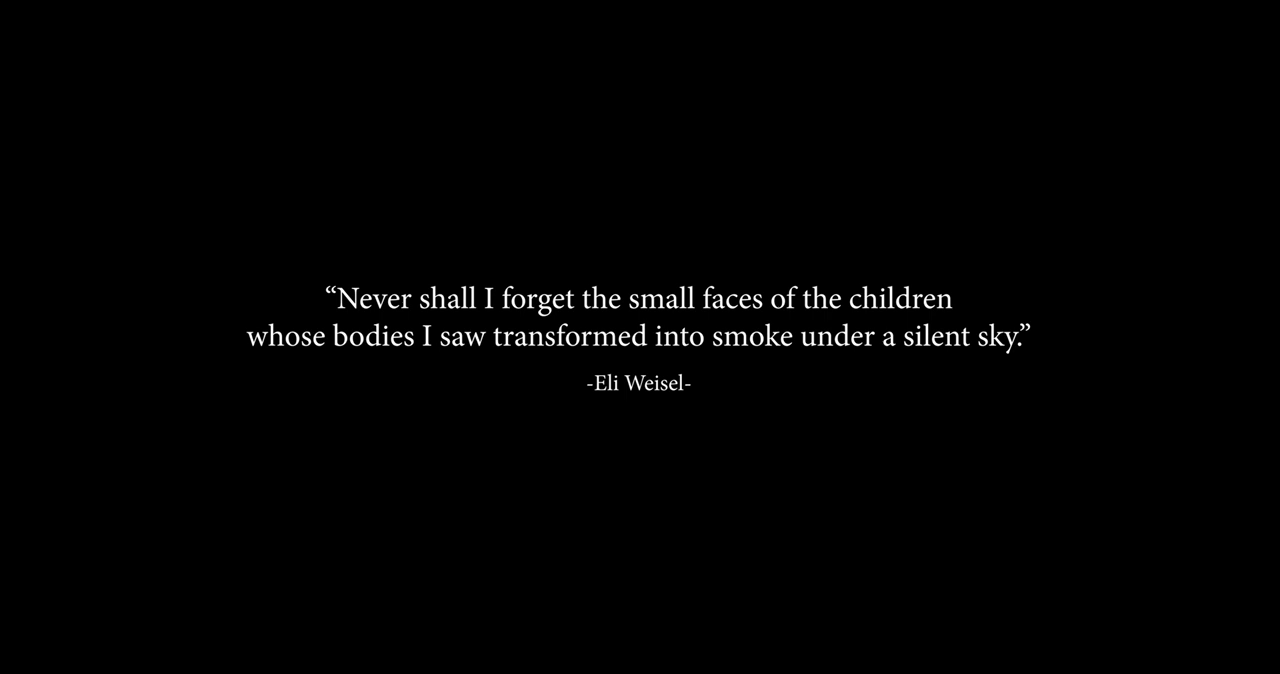 “Never shall I forget the small faces of the children
whose bodies I saw transformed into smoke under a silent sky.”
-Eli Weisel-